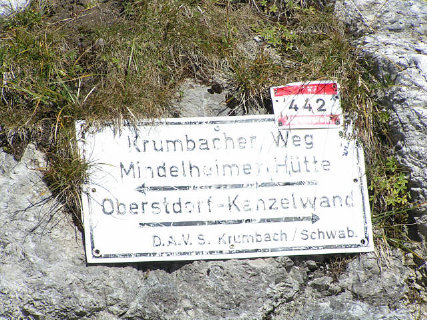 442
Krumbacher Weg
Mindelheimer Hütte
Oberstdorf-Kanzelwand
D.A.V. S. Krumbach/Schwab.